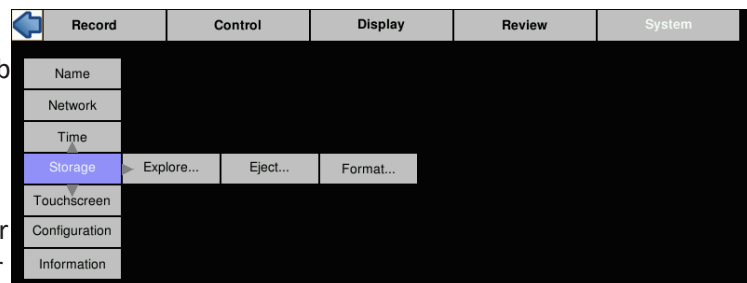 Record Control Display Review System
b
Name
Network
Time
Storage Explore... Eject... Format...
Touchscreen
r
Configuration
Information